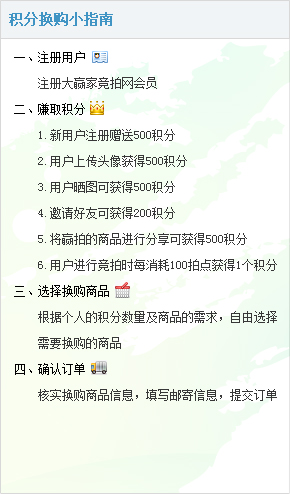 积分换购小指南
一、注册用户
注册大赢家竞拍网会员
二、赚取积分
1.新用户注册赠送500积分
2.用户上传头像获得500积分
3.用户晒图可获得500积分
4.邀请好友可获得200积分
5.将赢拍的商品进行分享可获得500积分
6.用户进行竞拍时每消耗100拍点获得1个积分
三、选择换购商品
根据个人的积分数量及商品的需求，自由选择
需要换购的商品
四、确认订单
核实换购商品信息，填写邮寄信息，提交订单